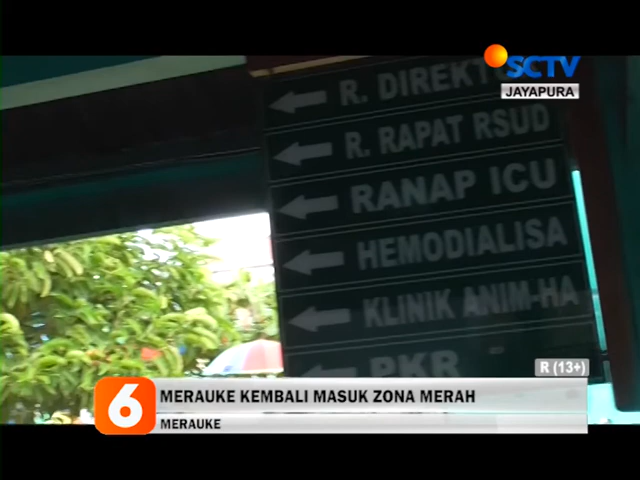 SCTV
JAYAPURA
R. DIREKTU
R. RAPAT RSUD
RANAP ICU
HEMODIALISA
KLINIK ANIM-HA
PKR
R (13+)
6
MERAUKE KEMBALI MASUK ZONA MERAH
MERAUKE